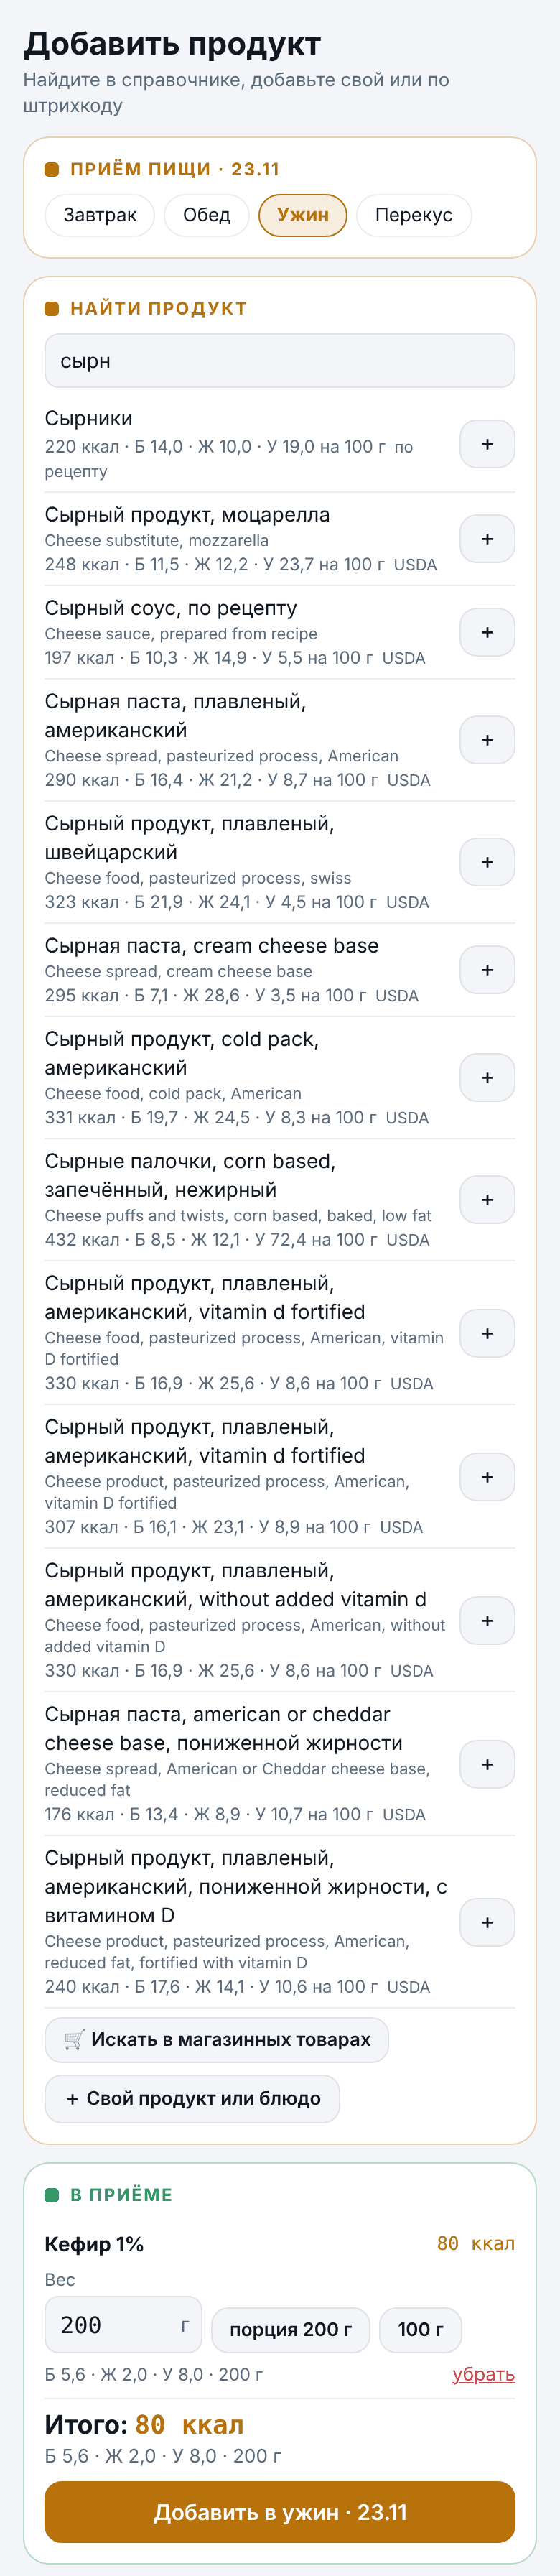 Добавить продукт
Найдите в справочнике, добавьте свой или по
штрихкоду
ПРИЁМ ПИЩИ · 23.11
Завтрак Обед Ужин Перекус
НАЙТИ ПРОДУКТ
сырн
Сырники
220 ккал · Б 14,0 · Ж 10,0 · У 19,0 на 100 г по
рецепту
+
Сырный продукт, моцарелла
Cheese substitute, mozzarella
248 ккал · Б 11,5 · Ж 12,2 · У 23,7 на 100 г USDA
+
Сырный соус, по рецепту
Cheese sauce, prepared from recipe
197 ккал · Б 10,3 · Ж 14,9 · У 5,5 на 100 г USDA
+
Сырная паста, плавленый,
американский
Cheese spread, pasteurized process, American
290 ккал · Б 16,4 · Ж 21,2 · У 8,7 на 100 г USDA
+
Сырный продукт, плавленый,
швейцарский
Cheese food, pasteurized process, swiss
323 ккал · Б 21,9 · Ж 24,1 · У 4,5 на 100 г USDA
+
Сырная паста, cream cheese base
Cheese spread, cream cheese base
295 ккал · Б 7,1 · Ж 28,6 · У 3,5 на 100 г USDA
+
Сырный продукт, cold pack,
американский
Cheese food, cold pack, American
331 ккал · Б 19,7 · Ж 24,5 · У 8,3 на 100 г USDA
+
Сырные палочки, corn based,
запечённый, нежирный
Cheese puffs and twists, corn based, baked, low fat
432 ккал · Б 8,5 · Ж 12,1 · У 72,4 на 100 г USDA
+
Сырный продукт, плавленый,
американский, vitamin d fortified
Cheese food, pasteurized process, American, vitamin
D fortified
330 ккал · Б 16,9 · Ж 25,6 · У 8,6 на 100 г USDA
+
Сырный продукт, плавленый,
американский, vitamin d fortified
Cheese product, pasteurized process, American,
vitamin D fortified
307 ккал · Б 16,1 · Ж 23,1 · У 8,9 на 100 г USDA
+
Сырный продукт, плавленый,
американский, without added vitamin d
Cheese food, pasteurized process, American, without
added vitamin D
330 ккал · Б 16,9 · Ж 25,6 · У 8,6 на 100 г USDA
+
Сырная паста, american or cheddar
cheese base, пониженной жирности
Cheese spread, American or Cheddar cheese base,
reduced fat
176 ккал · Б 13,4 · Ж 8,9 · У 10,7 на 100 г USDA
+
Сырный продукт, плавленый,
американский, пониженной жирности, с
витамином D
Cheese product, pasteurized process, American,
reduced fat, fortified with vitamin D
240 ккал · Б 17,6 · Ж 14,1 · У 10,6 на 100 г USDA
+
🛒 Искать в магазинных товарах
+ Свой продукт или блюдо
В ПРИЁМЕ
Кефир 1% 80 ккал
Вес
200 г порция 200 г 100 г
Б 5,6 · Ж 2,0 · У 8,0 · 200 г убрать
Итого: 80 ккал
Б 5,6 · Ж 2,0 · У 8,0 · 200 г
Добавить в ужин · 23.11